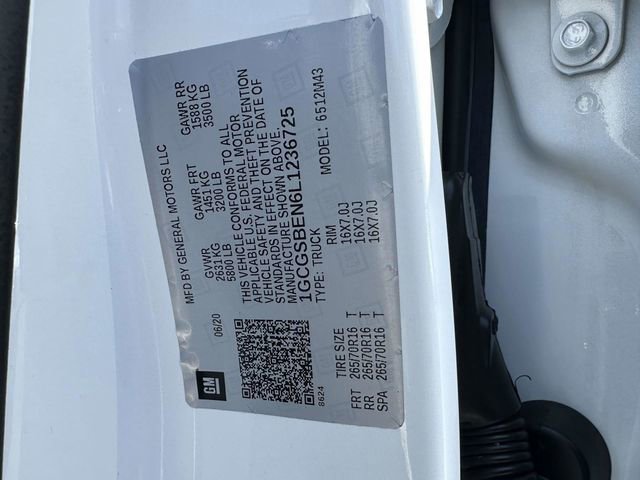 MFD BY GENERAL MOTORS LLC
06/20 GVWR GAWR FRT GAWR RR
2631 KG 1451 KG 1588 KG
5800 LB 3200 LB 3500 LB
THIS VEHICLE CONFORMS TO ALL
APPLICABLE U.S. FEDERAL MOTOR
VEHICLE SAFETY AND THEFT PREVENTION
STANDARDS IN EFFECT ON THE DATE OF
MANUFACTURE SHOWN ABOVE.
1GCGSBEN6L1236725
TYPE: TRUCK MODEL: 6512M43
GM
8624
TIRE SIZE RIM
FRT 265/70R16 T 16X7.0J
RR 265/70R16 T 16X7.0J
SPA 265/70R16 T 16X7.0J